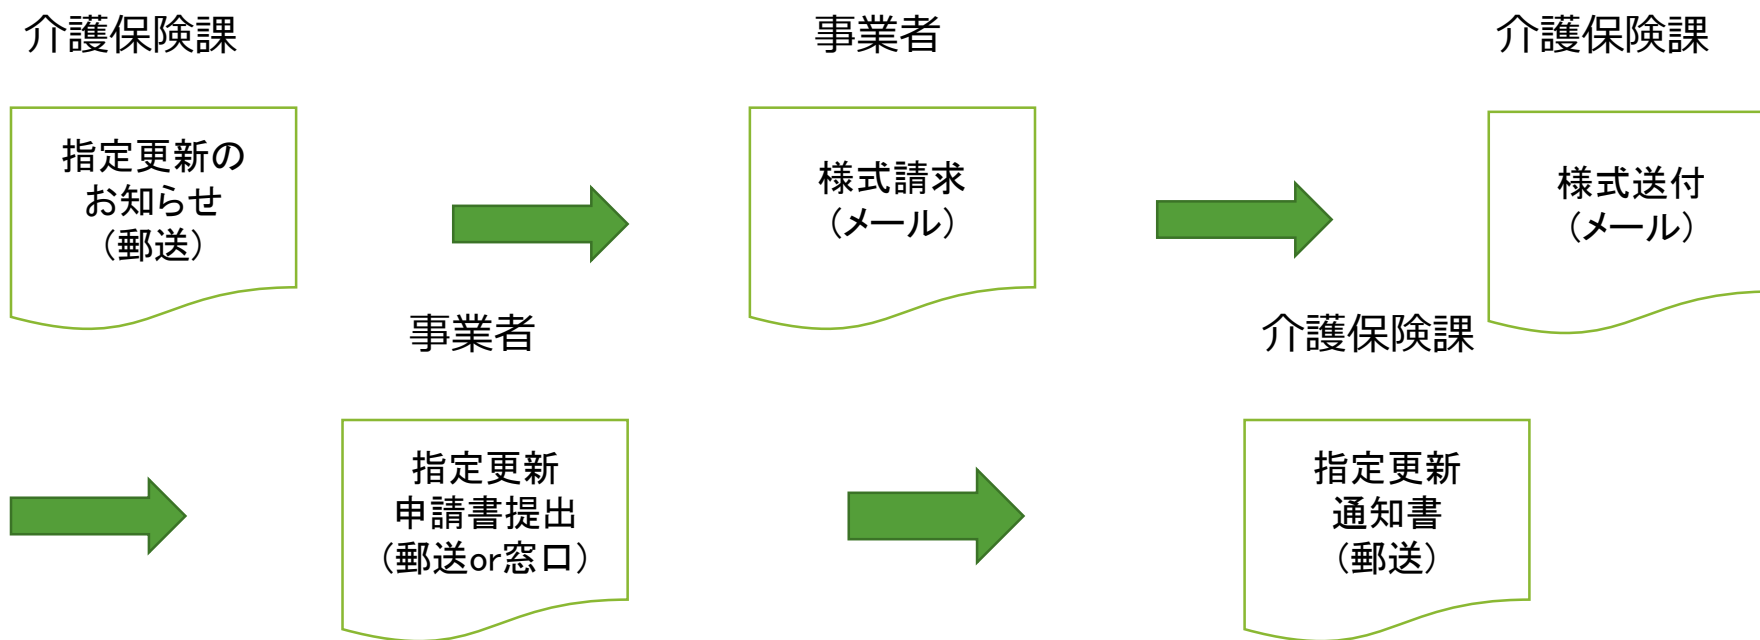 介護保険課
事業者
介護保険課
指定更新の
お知らせ
（郵送）
様式請求
（メール）
様式送付
（メール）
事業者
介護保険課
指定更新
申請書提出
（郵送or窓口）
指定更新
通知書
（郵送）